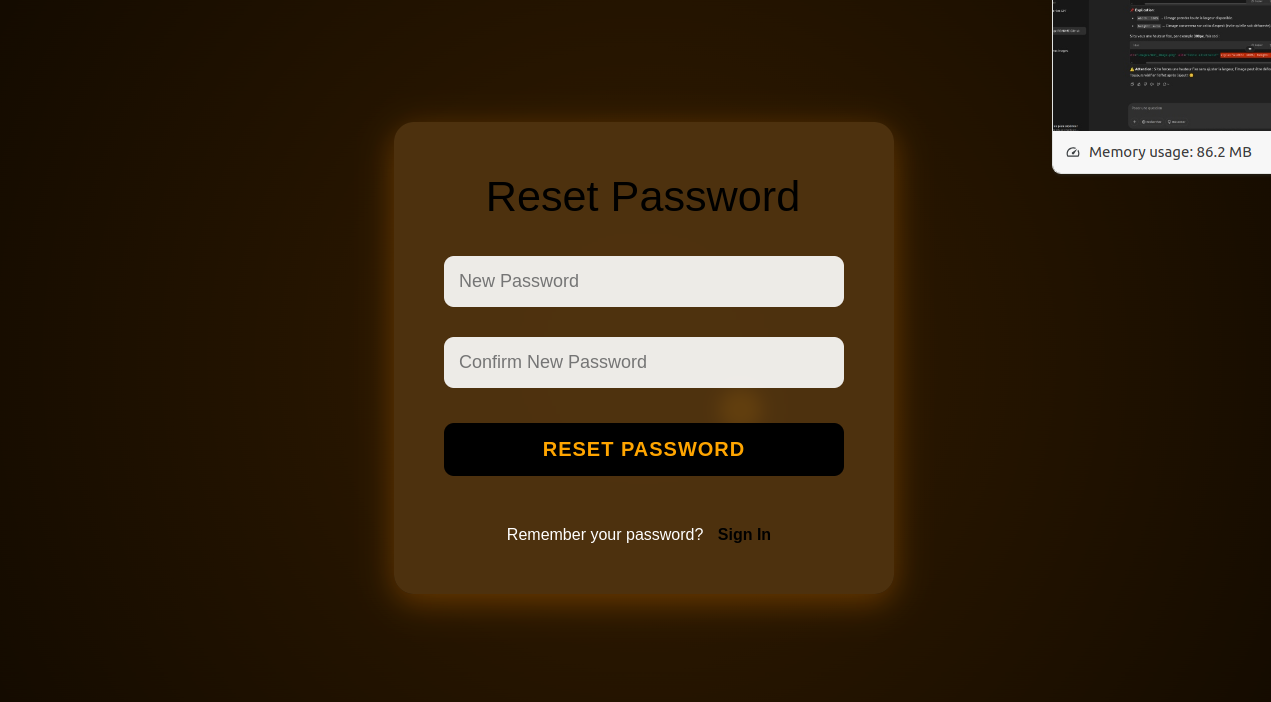 Memory usage: 86.2 MB
Reset Password
New Password
Confirm New Password
RESET PASSWORD
Remember your password? Sign In